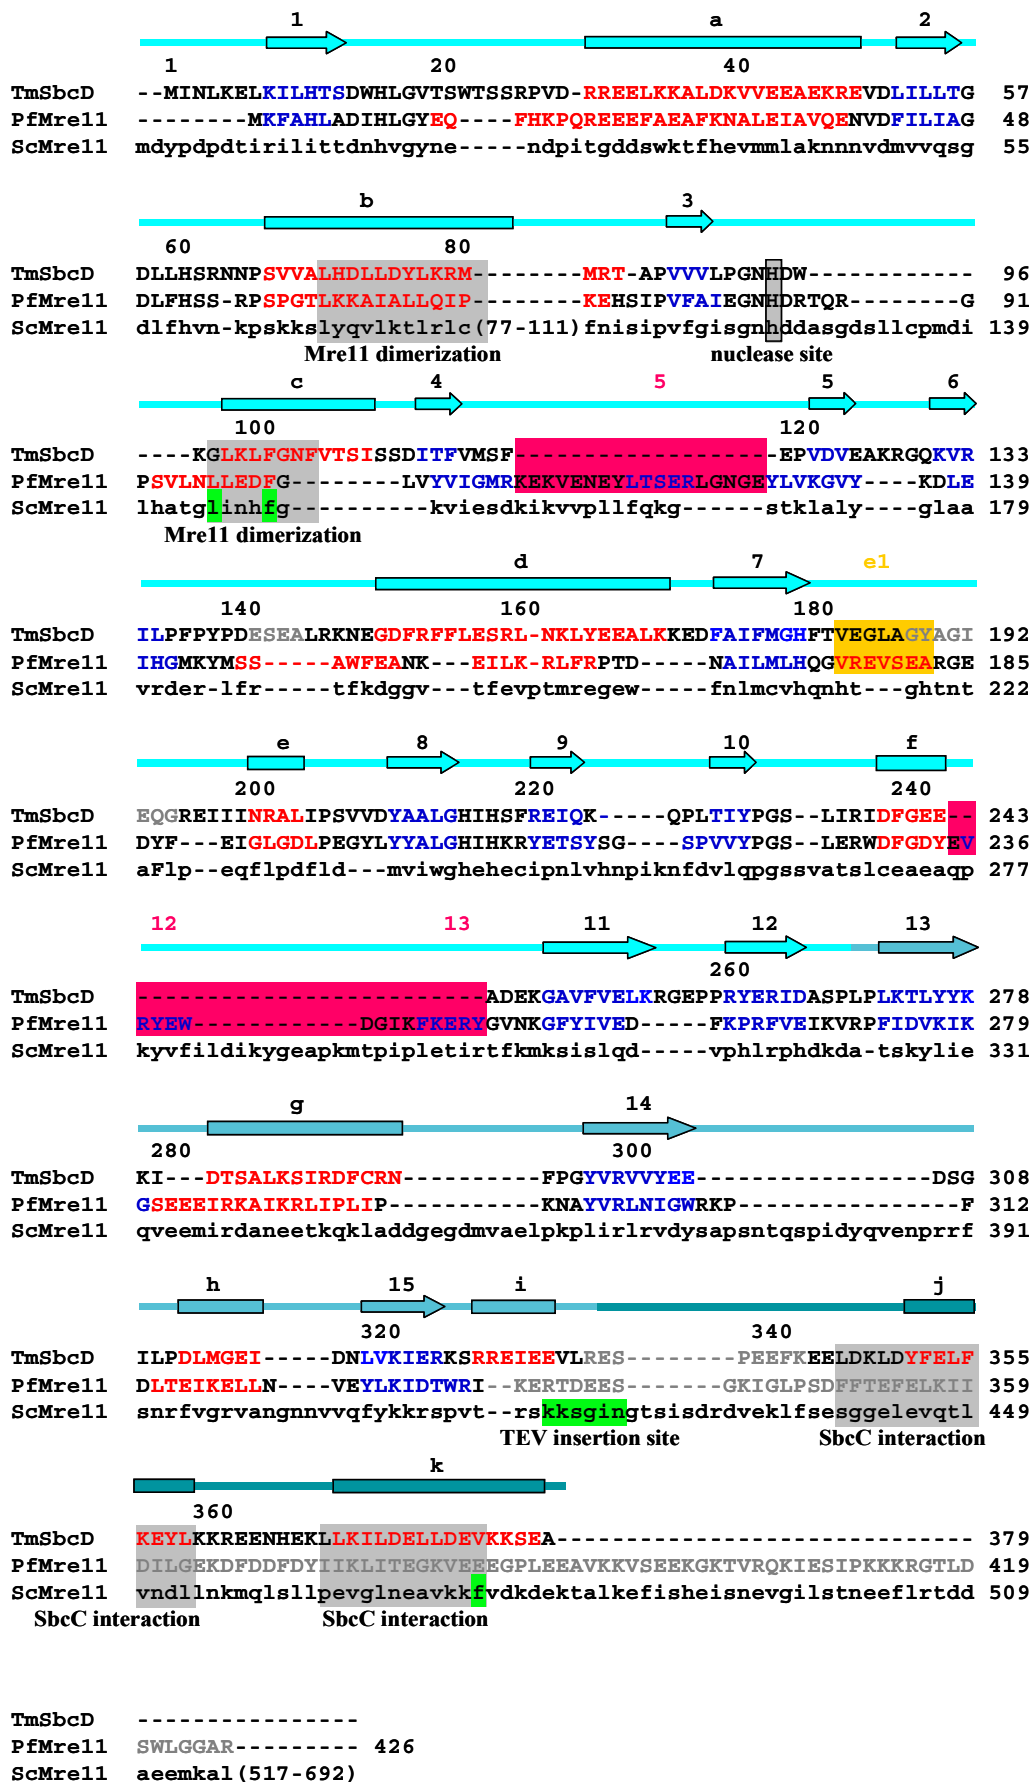 1 a 2
1 20 40
TmSbcD --MINLKELKILHTSDWHLGVTSWTSSRPVD-RREELKKALDKVVEEAEKREVDLILLTG 57
PfMre11 --------MKFAHLADIHLGYEQ----FHKPQREEEFAEAFKNALEIAVQENVDFILIAG 48
ScMre11 mdypdpdtirilittdnhvgyne-----ndpitgddswktfhevmmlaknnnvdmvvqsg 55
b 3
60 80
TmSbcD DLLHSRNNPSVVALHDLLDYLKRM--------MRT-APVVVLPGNHDW------------ 96
PfMre11 DLFHSS-RPSPGTLKKAIALLQIP--------KEHSIPVFAIEGNHDRTQR--------G 91
ScMre11 dlfhvn-kpskkslyqvlktlrlc(77-111)fnisipvfgisgnhddasgdsllcpmdi 139
Mre11 dimerization nuclease site
c 4 5 5 6
100 120
TmSbcD ----KGLKLFGNFVTSISSDITFVMSF-------------------EPVDVEAKRGQKVR 133
PfMre11 PSVLNLLEDFG--------LVYVIGMRKEKVENEYLTSERLGNGEYLVKGVY----KDLE 139
ScMre11 lhatglinhfg----------kviesdkikvvpllfqkg------stklaly----glaa 179
Mre11 dimerization
d 7 e1
140 160 180
TmSbcD ILPFPYPDESEALRKNEGDFRFFLESRL-NKLYEEALKKEDFAIFMGHFTVEGLAGYAGI 192
PfMre11 IHGMKYMSS-----AWFEANK---EILK-RLFRPTD-----NAILMLHQGVREVSEARGE 185
ScMre11 vrder-lfr-----tfkdggv---tfevptmregew-----fnlmcvhqnht---ghtnt 222
e 8 9 10 f
200 220 240
TmSbcD EQGREIIINRALIPSVVDYAALGHIHSFREIQK-----QPLTIYPGS--LIRIDFGEE-- 243
PfMre11 DYF---EIGLGDLPEGYLYYALGHIHKRYETSYSG----SPVVYPGS--LERWDFGDYEV 236
ScMre11 aFlp--eqflpdfld---mviwghehecipnlvhnpiknfdvlqpgssvatslceaeaqp 277
12 13 11 12 13
260
TmSbcD -------------------------ADEKGAVFVELKRGEPPRYERIDASPLPLKTLYYK 278
PfMre11 RYEW------------DGIKFKERYGVNKGFYIVED-----FKPRFVEIKVRPFIDVKIK 279
ScMre11 kyvfildikygeapkmtpipletirtfkmksislqd-----vphlrphdkda-tskylie 331
g 14
280 300
TmSbcD KI---DTSALKSIRDFCRN----------FPGYVRVVYEE-----------------DSG 308
PfMre11 GSEEEIRKAIKRLIPLIP-----------KNAYVRLNIGWRKP----------------F 312
ScMre11 qveemirdaneetkqkladdgegdmvaelpkplirlrvdysapsntqspidyqvenprrf 391
h 15 i j
320 340
TmSbcD ILPDLMGEI-----DNLVKIERKSRREIEEVLRES--------PEEFKEELDKLDYFELF 355
PfMre11 DLTEIKELLN----VEYLKIDTWRI--KERTDEES-------GKIGLPSDFFTEFELKII 359
ScMre11 snrfvgrvangnnvvqfykkrspvt--rskksgingtsisdrdveklfsesggelevqtl 449
TEV insertion site SbcC interaction
k
360
TmSbcD KEYLKKREENHEKLLKILDELLDEVKKSEA------------------------------ 379
PfMre11 DILGEKDFDDFDYIIKLITEGKVEEEGPLEEAVKKVSEEKGKTVRQKIESIPKKKRGTLD 419
ScMre11 vndllnkmqlsllpevglneavkkfvdkdektalkefisheisnevgilstneeflrtdd 509
SbcC interaction SbcC interaction
TmSbcD ----------------
PfMre11 SWLGGAR--------- 426
ScMre11 aeemkal(517-692)